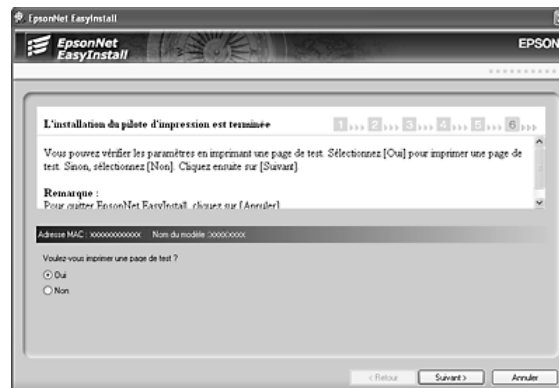 EpsonNet EasyInstall
EpsonNet
EasyInstall
EPSON
L'installation du pilote d'impression est terminée
1 2 3 4 5 6
Vous pouvez vérifier les paramètres en imprimant une page de test. Sélectionnez [Oui] pour imprimer une page de
test. Sinon, sélectionnez [Non]. Cliquez ensuite sur [Suivant].
Remarque :
Pour quitter EpsonNet EasyInstall, cliquez sur [Annuler]
Adresse MAC : xxxxxxxxxxxx Nom du modèle :xxxxxxxxx
Voulez-vous imprimer une page de test ?
Oui
Non
< Retour Suivant > Annuler